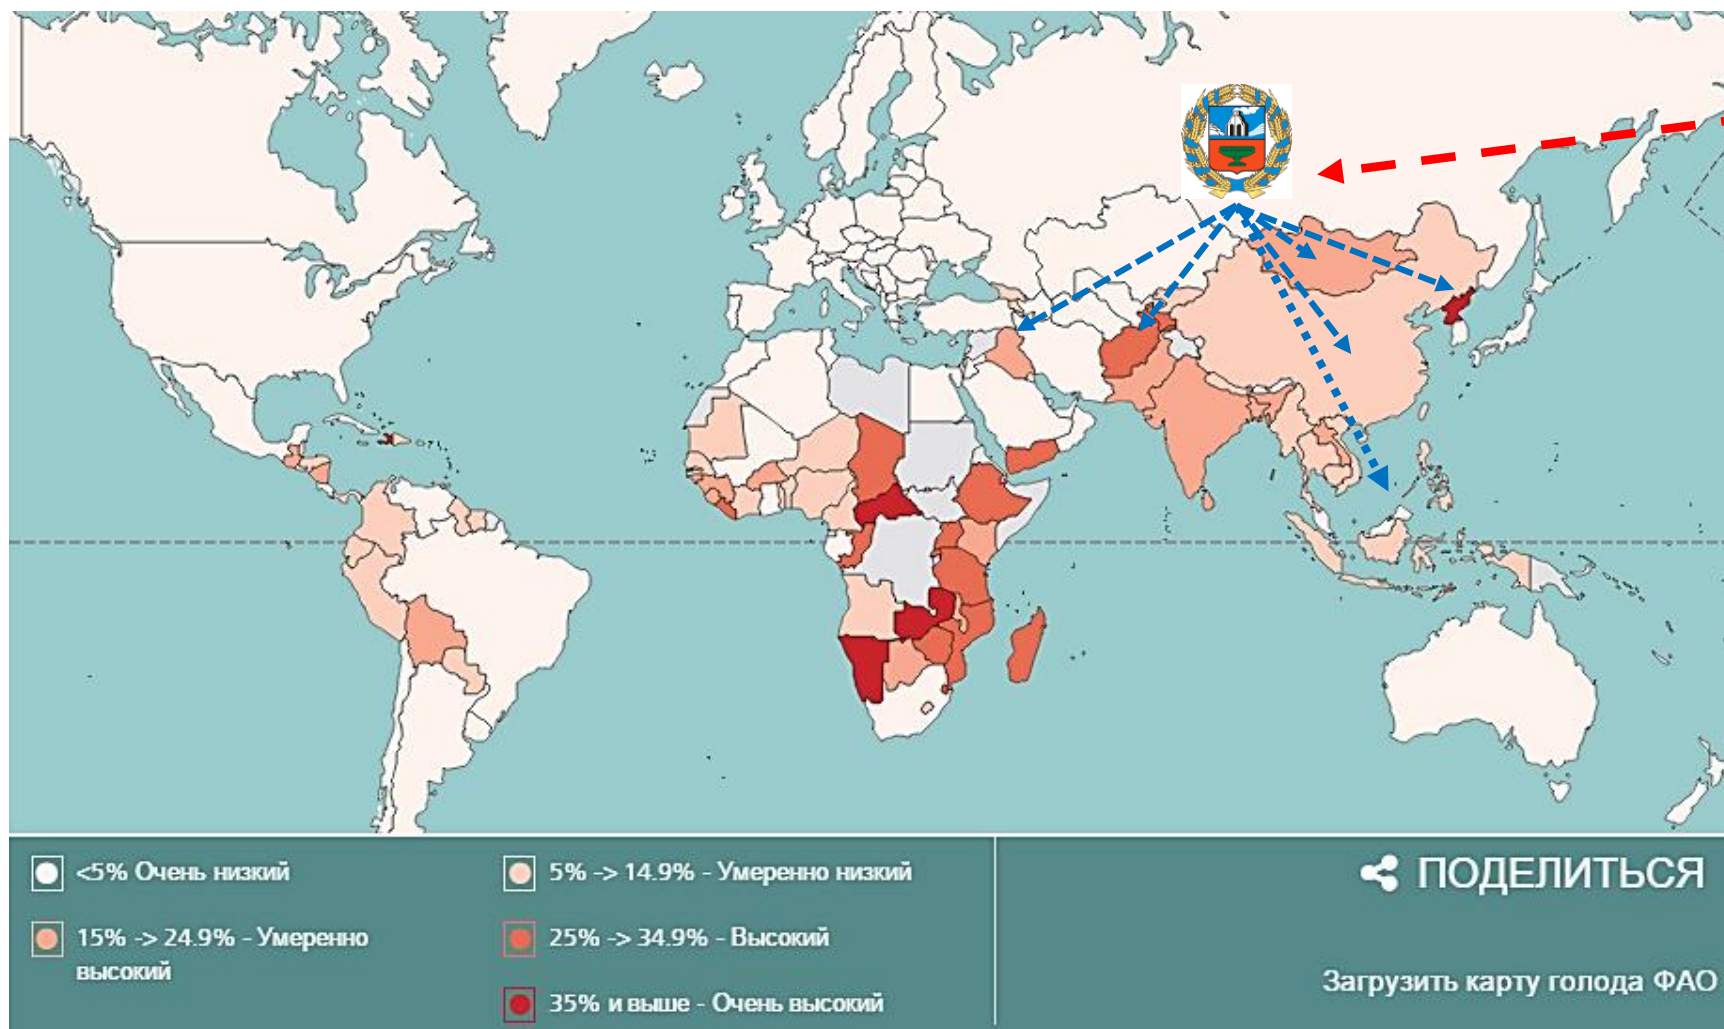 <5% Очень низкий
5% -> 14.9% - Умеренно низкий
15% -> 24.9% - Умеренно
высокий
25% -> 34.9% - Высокий
35% и выше - Очень высокий
ПОДЕЛИТЬСЯ
Загрузить карту голода ФАО